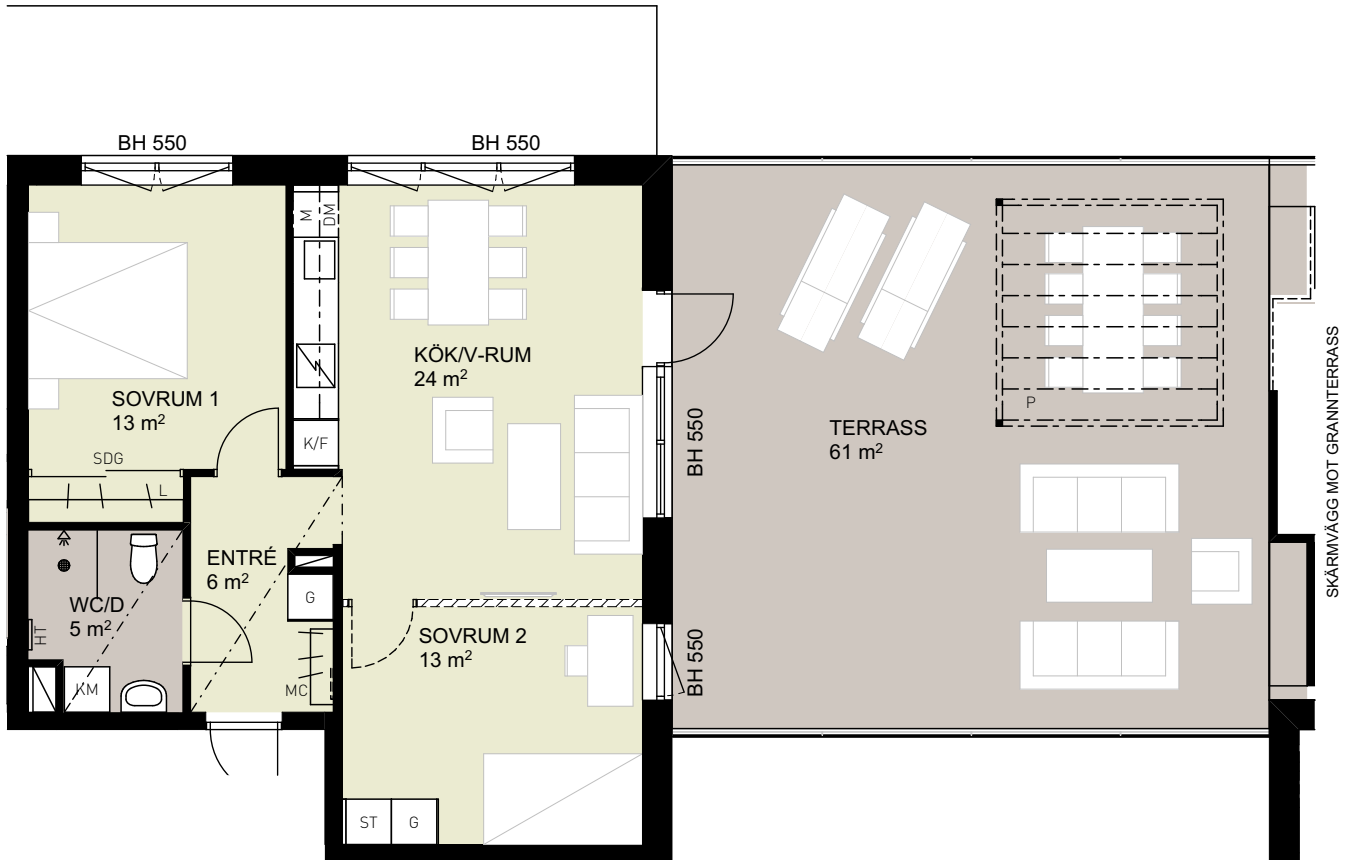 BH 550
BH 550
M
DM
KÖK/V-RUM
24 m²
SOVRUM 1
13 m²
P
TERRASS
61 m²
K/F
BH 550
SDG
L
SKÄRMVÄGG MOT GRANNTERRASS
ENTRÉ
6 m²
WC/D
5 m²
G
HT
SOVRUM 2
13 m²
BH 550
KM
MC
ST
G